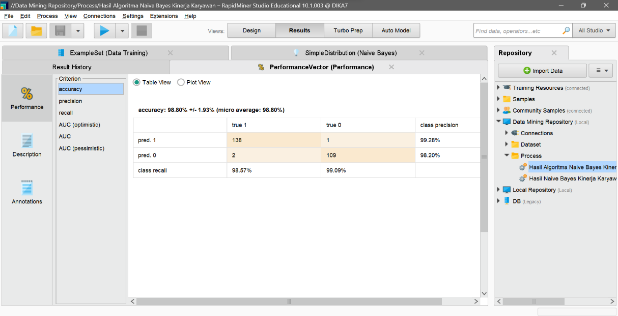 //Data Mining Repository/Process/Hasil Algoritma Naiva Bayes Kinerja Karyawan – RapidMiner Studio Educational 10.1.003 @ DIKA7
File Edit Process View Connections Settings Extensions Help
Views: Design Results Turbo Prep Auto Model Find data, operators...etc All Studio
ExampleSet (Data Training) SimpleDistribution (Naive Bayes)
Result History PerformanceVector (Performance)
Criterion
accuracy
precision
recall
AUC (optimistic)
AUC
AUC (pessimistic)
Performance
Description
Annotations
Table View Plot View
accuracy: 98.80% +/- 1.93% (micro average: 98.80%)
true 1 true 0 class precision
pred. 1 138 1 99.28%
pred. 0 2 109 98.20%
class recall 98.57% 99.09%
Repository
Import Data
Training Resources (connected)
Samples
Community Samples (connected)
Data Mining Repository (Local)
Connections
Dataset
Process
Hasil Algoritma Naive Bayes Kiner
Hasil Naive Bayes Kinerja Karyaw
Local Repository (Local)
DB (Legacy)